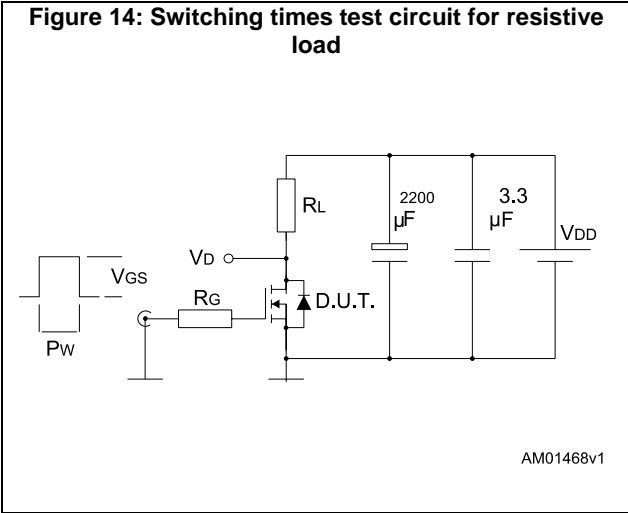 Figure 14: Switching times test circuit for resistive
load
RL
2200
μF
3.3
μF
VDD
VD
VGS
RG
D.U.T.
PW
AM01468v1